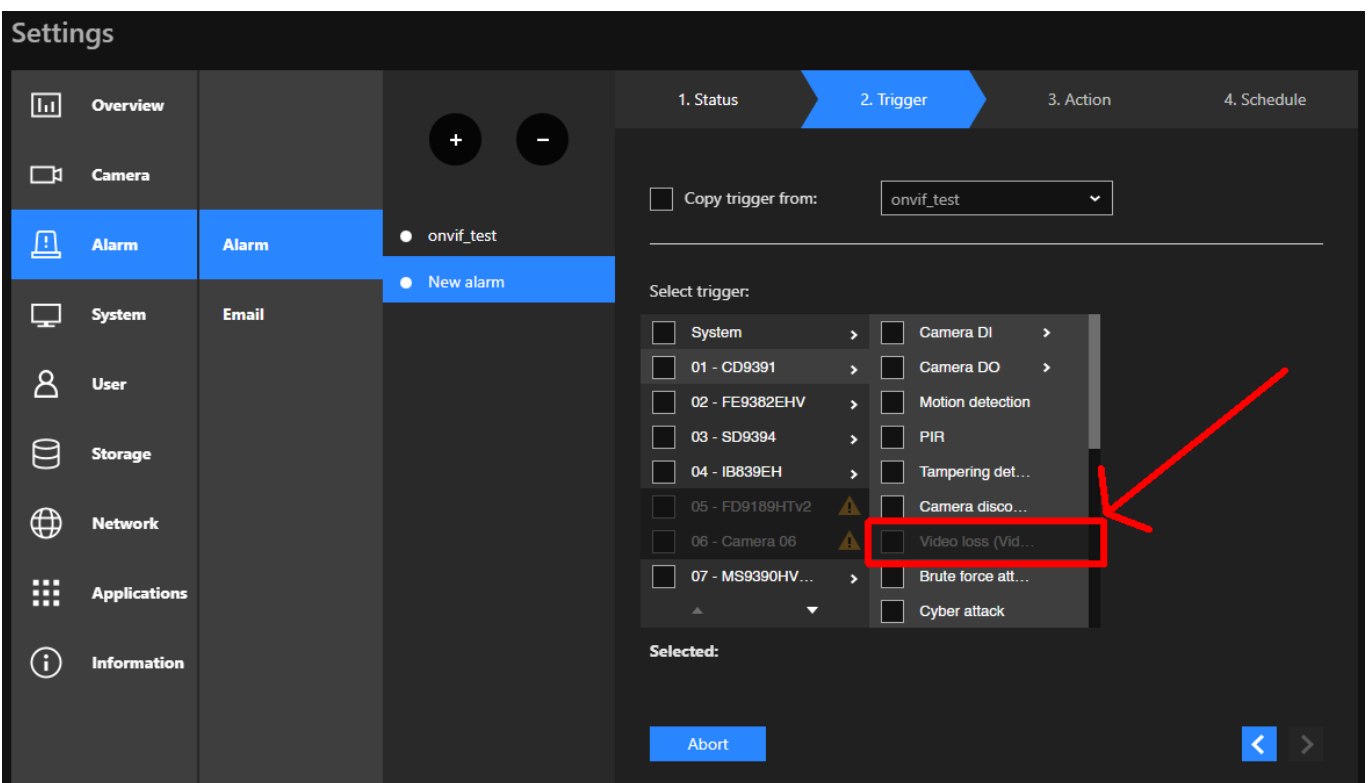 Settings
Overview
Camera
Alarm
System
User
Storage
Network
Applications
Information
Alarm
Email
+
−
onvif_test
New alarm
1. Status
2. Trigger
3. Action
4. Schedule
Copy trigger from:
onvif_test
Select trigger:
System
01 - CD9391
02 - FE9382EHV
03 - SD9394
04 - IB839EH
05 - FD9189HTv2
06 - Camera 06
07 - MS9390HV...
Camera DI
Camera DO
Motion detection
PIR
Tampering det...
Camera disco...
Video loss (Vid...
Brute force att...
Cyber attack
Selected:
Abort